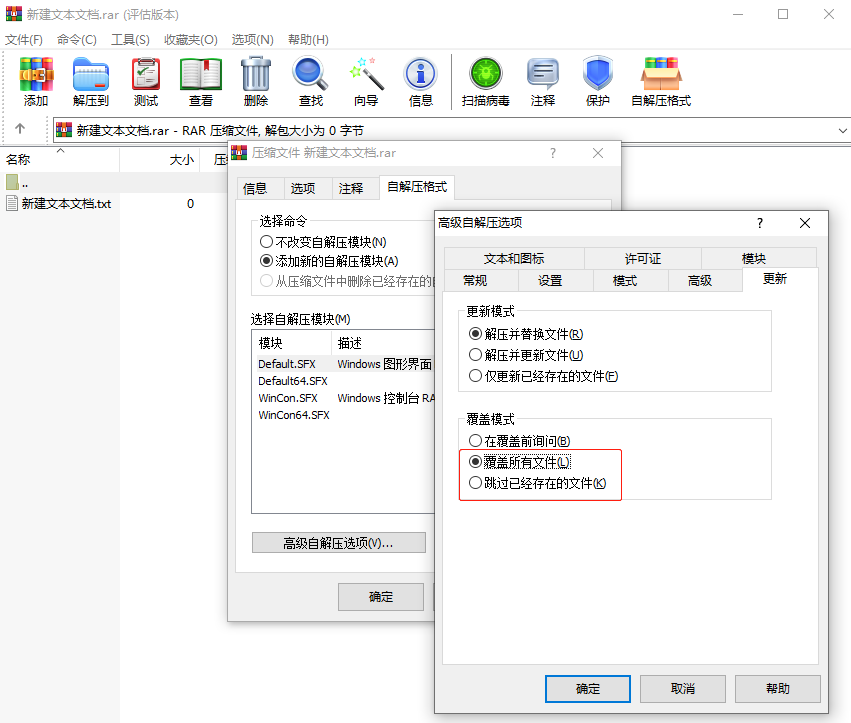 新建文本文档.rar (评估版本)
文件(F) 命令(C) 工具(S) 收藏夹(O) 选项(N) 帮助(H)
添加 解压到 测试 查看 删除 查找 向导 信息 扫描病毒 注释 保护 自解压格式
新建文本文档.rar - RAR 压缩文件, 解包大小为 0 字节
名称 大小 压
..
新建文本文档.txt 0
压缩文件 新建文本文档.rar ?
信息 选项 注释 自解压格式
选择命令
不改变自解压模块(N)
添加新的自解压模块(A)
从压缩文件中删除已经存在的
选择自解压模块(M)
模块 描述
Default.SFX Windows 图形界面
Default64.SFX
WinCon.SFX Windows 控制台 RA
WinCon64.SFX
高级自解压选项(V)...
确定
高级自解压选项 ?
文本和图标 许可证 模块
常规 设置 模式 高级 更新
更新模式
解压并替换文件(R)
解压并更新文件(U)
仅更新已经存在的文件(F)
覆盖模式
在覆盖前询问(B)
覆盖所有文件(L)
跳过已经存在的文件(K)
确定 取消 帮助